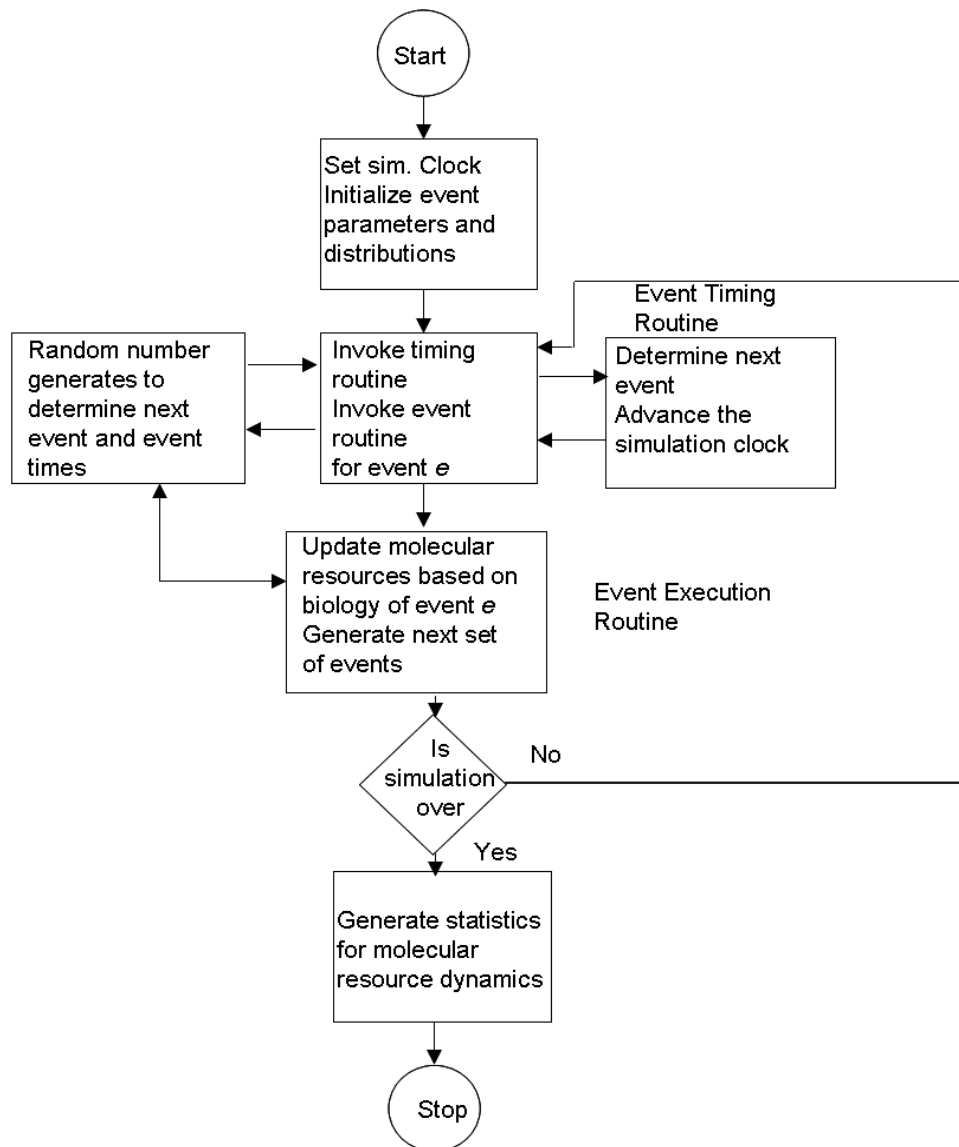 Start
Set sim. Clock
Initialize event
parameters and
distributions
Event Timing
Routine
Random number
generates to
determine next
event and event
times
Invoke timing
routine
Invoke event
routine
for event e
Determine next
event
Advance the
simulation clock
Update molecular
resources based on
biology of event e
Generate next set
of events
Event Execution
Routine
Is
simulation
over
No
Yes
Generate statistics
for molecular
resource dynamics
Stop